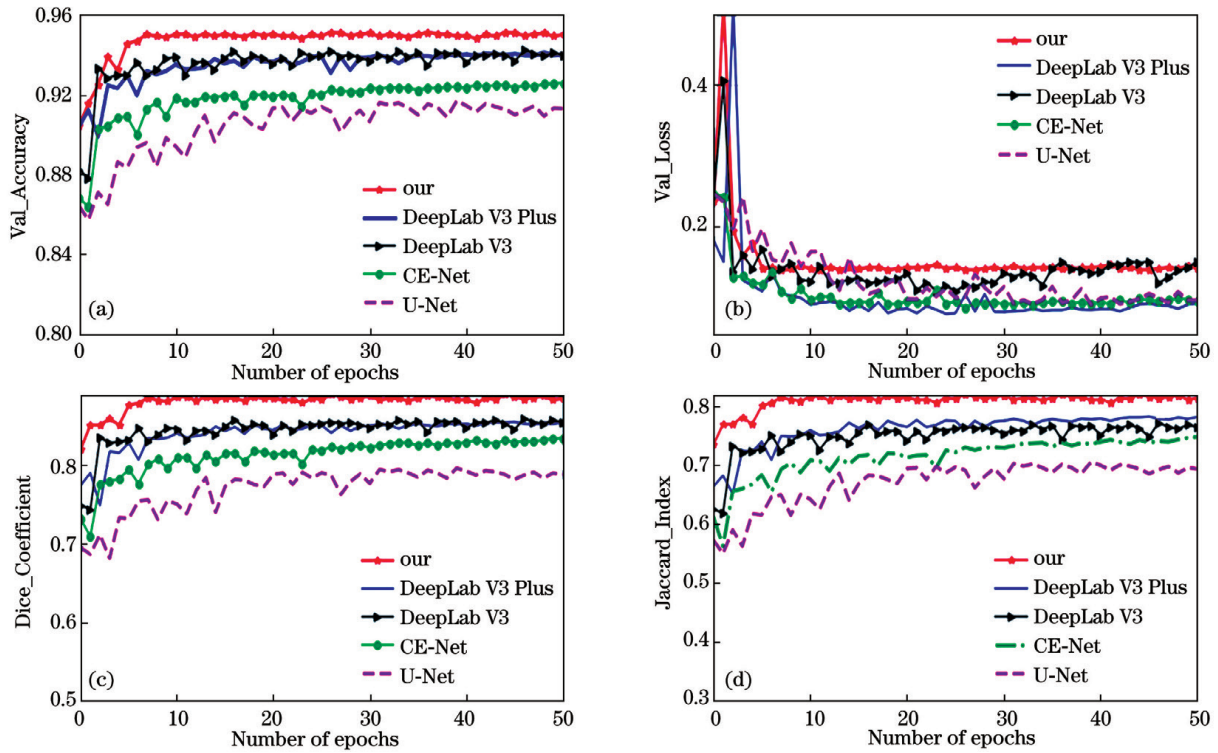 0.96
0.92
0.88
0.84
0.80
Val_Accuracy
our
DeepLab V3 Plus
DeepLab V3
CE-Net
U-Net
(a)
0 10 20 30 40 50
Number of epochs
0.4
0.2
Val_Loss
our
DeepLab V3 Plus
DeepLab V3
CE-Net
U-Net
(b)
0 10 20 30 40 50
Number of epochs
0.8
0.7
0.8
0.5
Dice_Coefficient
our
DeepLab V3 Plus
DeepLab V3
CE-Net
U-Net
(c)
0 10 20 30 40 50
Number of epochs
0.8
0.7
0.6
0.5
0.4
0.3
Jaccard_Index
our
DeepLab V3 Plus
DeepLab V3
CE-Net
U-Net
(d)
0 10 20 30 40 50
Number of epochs